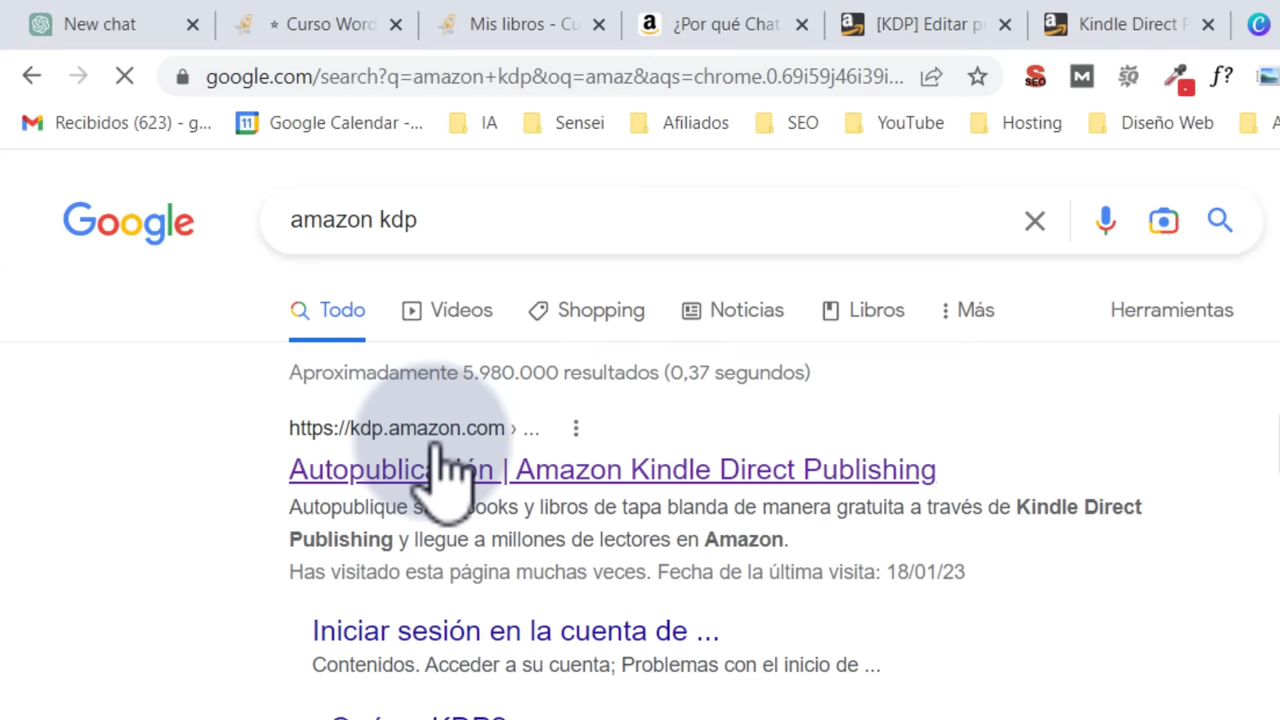 New chat
* Curso Word
Mis libros - Cu
¿Por qué Chat
[KDP] Editar p
Kindle Direct P
google.com/search?q=amazon+kdp&oq=amaz&aqs=chrome.0.69i59j46i39i...
SEO
M
SQ
f?
Recibidos (623) - g...
11
Google Calendar -...
IA
Sensei
Afiliados
SEO
YouTube
Hosting
Diseño Web
Google
amazon kdp
Todo
Videos
Shopping
Noticias
Libros
Más
Herramientas
Aproximadamente 5.980.000 resultados (0,37 segundos)
https://kdp.amazon.com › ...
Autopublicación | Amazon Kindle Direct Publishing
Autopublique s ooks y libros de tapa blanda de manera gratuita a través de Kindle Direct
Publishing y llegue a millones de lectores en Amazon.
Has visitado esta página muchas veces. Fecha de la última visita: 18/01/23
Iniciar sesión en la cuenta de ...
Contenidos. Acceder a su cuenta; Problemas con el inicio de ...